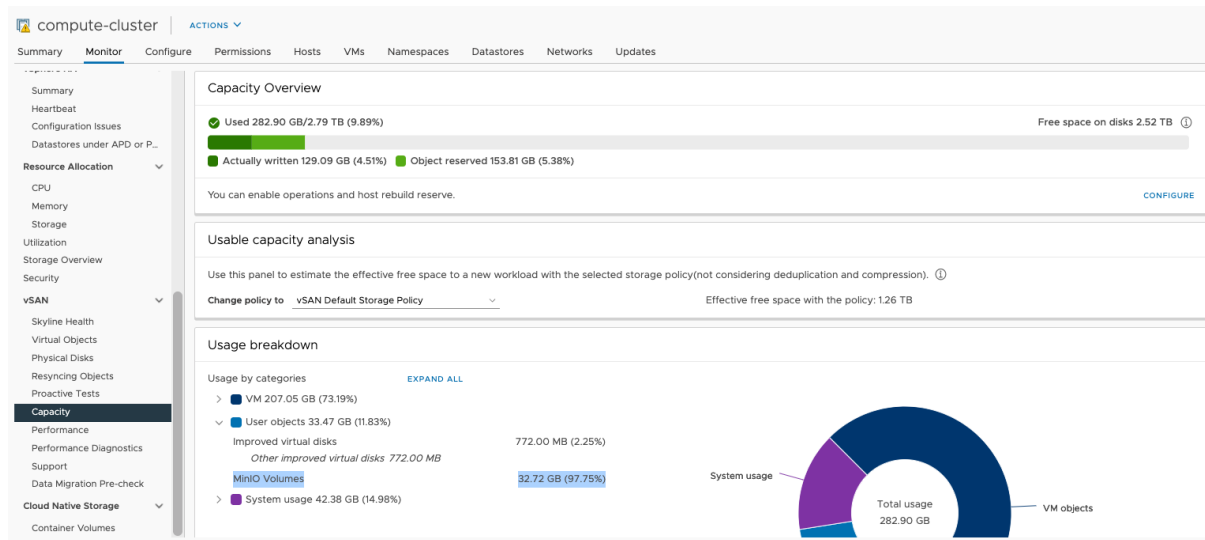 compute-cluster
ACTIONS
Summary Monitor Configure Permissions Hosts VMs Namespaces Datastores Networks Updates
Summary
Heartbeat
Configuration Issues
Datastores under APD or P...
Resource Allocation
CPU
Memory
Storage
Utilization
Storage Overview
Security
vSAN
Skyline Health
Virtual Objects
Physical Disks
Resyncing Objects
Proactive Tests
Capacity
Performance
Performance Diagnostics
Support
Data Migration Pre-check
Cloud Native Storage
Container Volumes
Capacity Overview
Used 282.90 GB/2.79 TB (9.89%)
Free space on disks 2.52 TB
Actually written 129.09 GB (4.51%) Object reserved 153.81 GB (5.38%)
You can enable operations and host rebuild reserve.
CONFIGURE
Usable capacity analysis
Use this panel to estimate the effective free space to a new workload with the selected storage policy(not considering deduplication and compression).
Change policy to vSAN Default Storage Policy
Effective free space with the policy: 1.26 TB
Usage breakdown
Usage by categories EXPAND ALL
VM 207.05 GB (73.19%)
User objects 33.47 GB (11.83%)
Improved virtual disks 772.00 MB (2.25%)
Other improved virtual disks 772.00 MB
MinIO Volumes 32.72 GB (97.75%)
System usage 42.38 GB (14.98%)
System usage
Total usage
282.90 GB
VM objects